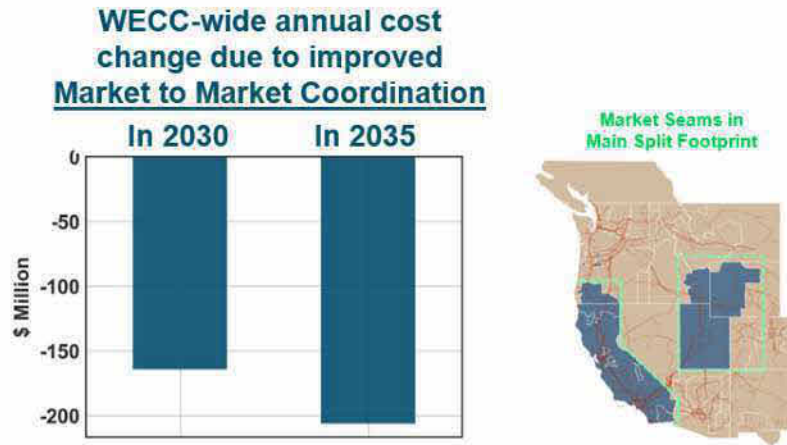 WECC-wide annual cost
change due to improved
Market to Market Coordination
In 2030 In 2035
0
-50
-100
-150
-200
$ Million
Market Seams in
Main Split Footprint